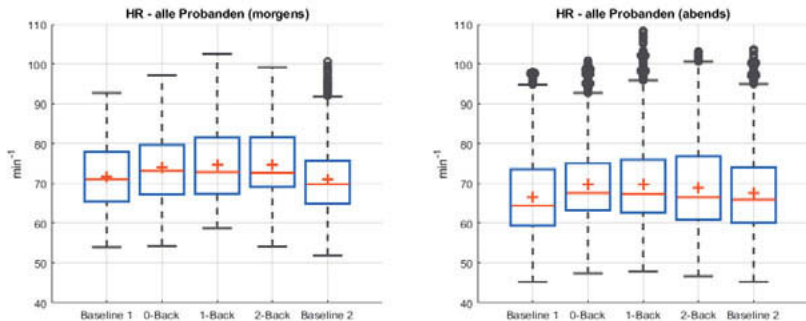 HR - alle Probanden (morgens)
110
100
90
80
70
60
50
40
min⁻¹
Baseline 1 0-Back 1-Back 2-Back Baseline 2
HR - alle Probanden (abends)
110
100
90
80
70
60
50
40
min⁻¹
Baseline 1 0-Back 1-Back 2-Back Baseline 2